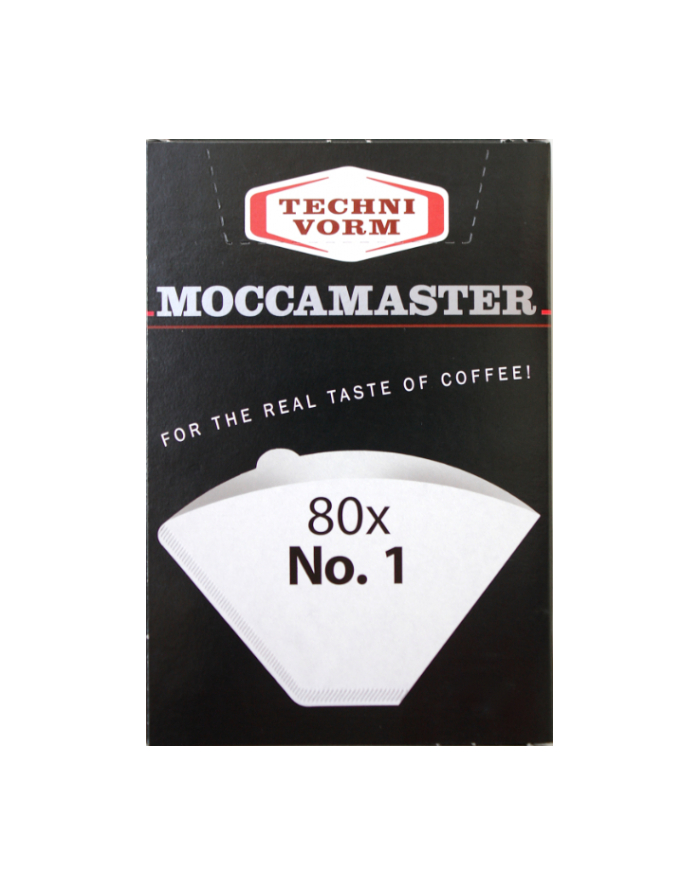 TECHNI
VORM
MOCCAMASTER
FOR THE REAL TASTE OF COFFEE!
80x
No. 1